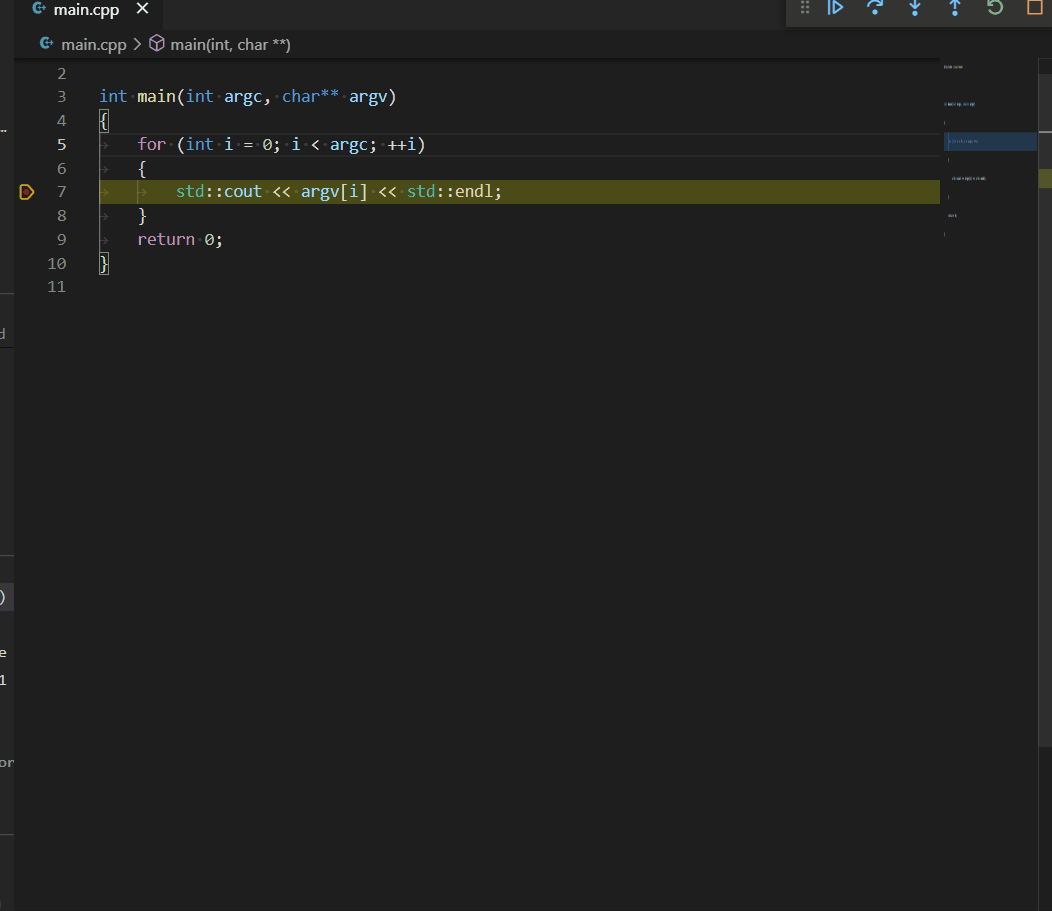 main.cpp
main.cpp > main(int, char **)
2
3 int main(int argc, char** argv)
4 {
5 for (int i = 0; i < argc; ++i)
6 {
7 std::cout << argv[i] << std::endl;
8 }
9 return 0;
10 }
11
d
)
e
1
or